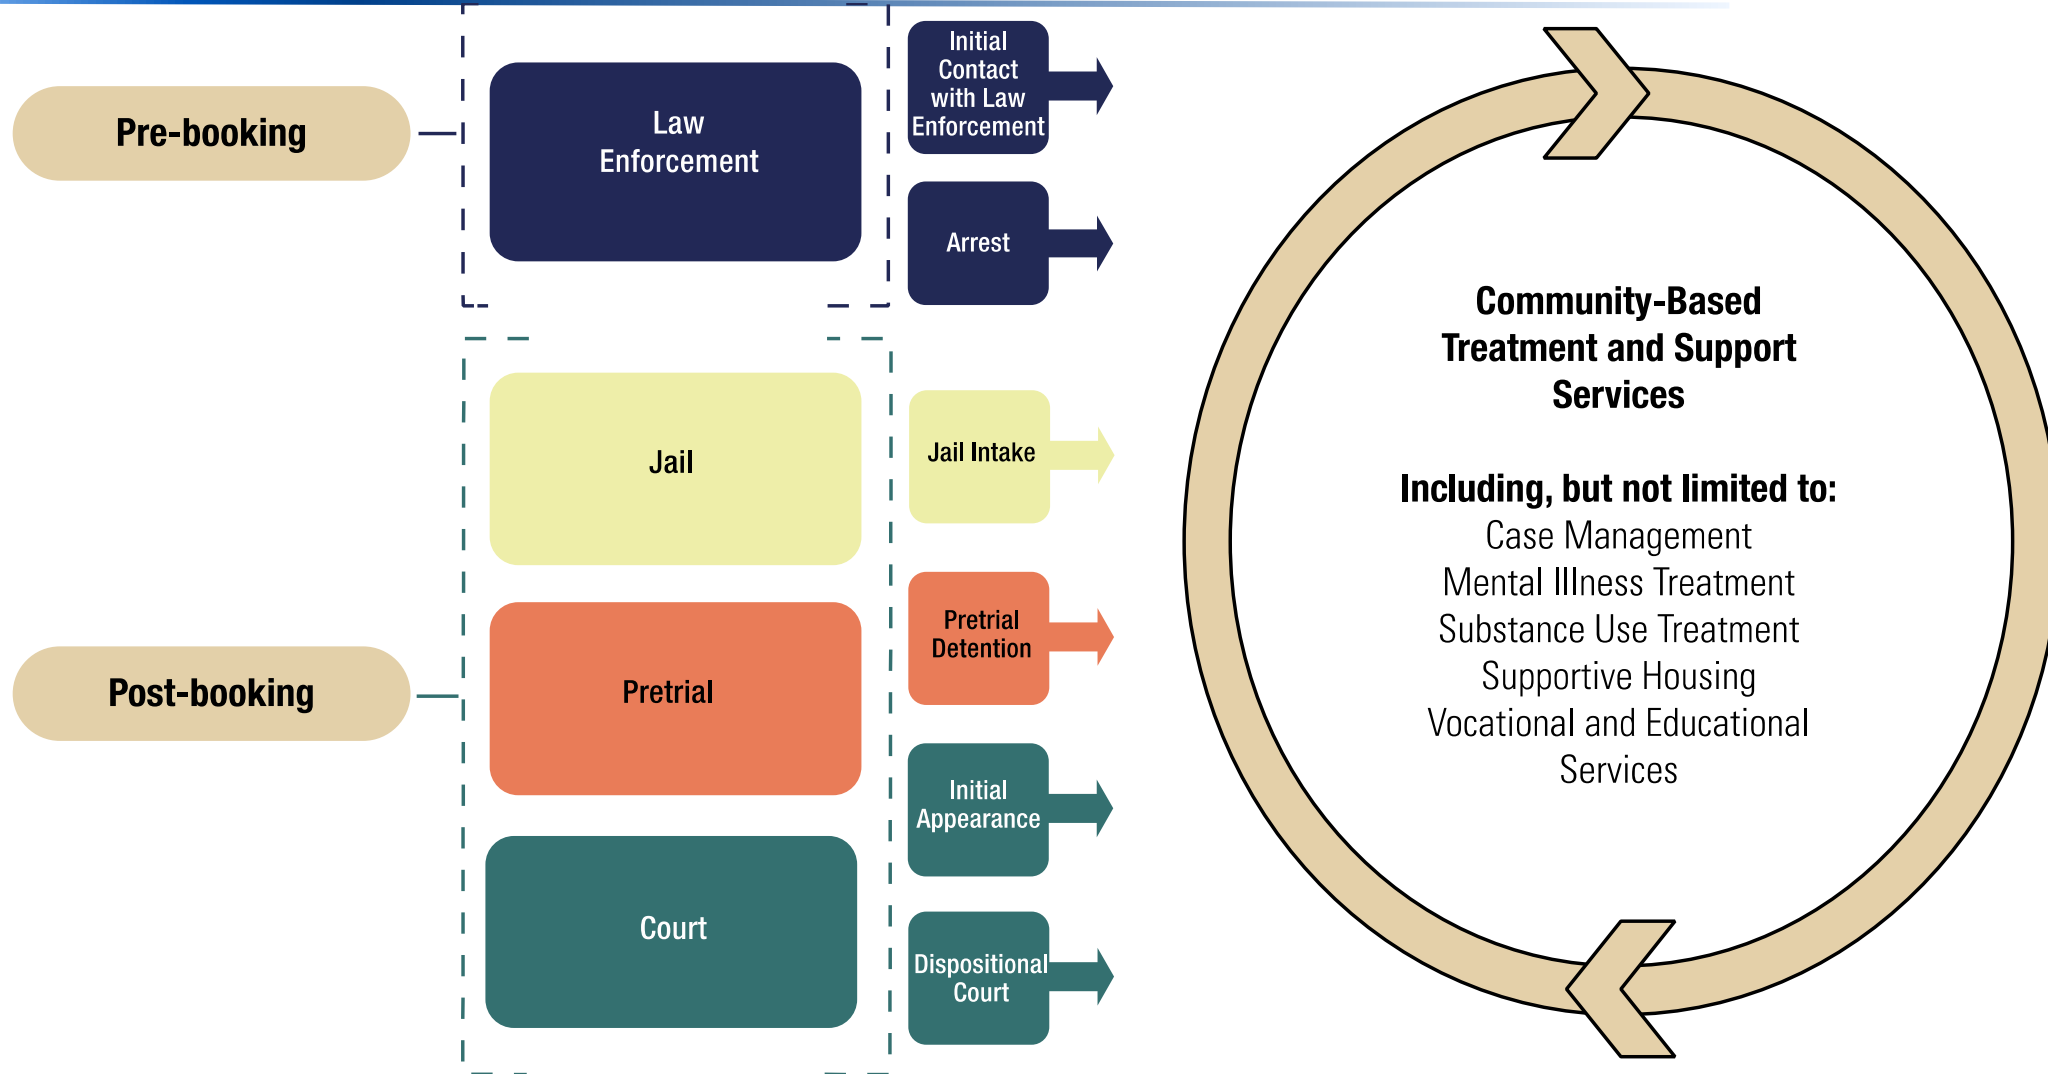 Pre-booking
Law
Enforcement
Initial
Contact
with Law
Enforcement
Arrest
Post-booking
Jail
Jail Intake
Pretrial
Pretrial
Detention
Court
Initial
Appearance
Dispositional
Court
Community-Based
Treatment and Support
Services
Including, but not limited to:
Case Management
Mental Illness Treatment
Substance Use Treatment
Supportive Housing
Vocational and Educational
Services